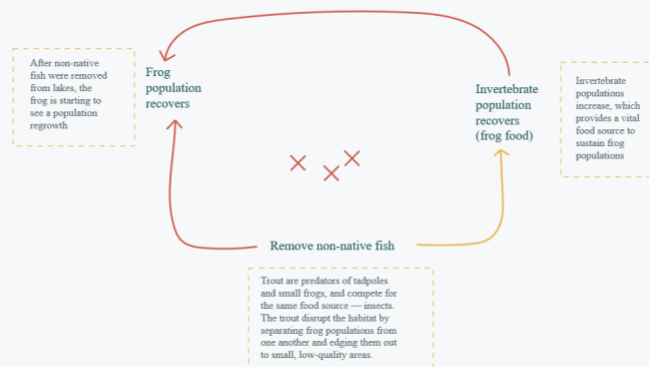 After non-native
fish were removed
from lakes, the
frog is starting to
see a population
regrowth
Frog
population
recovers
Invertebrate
population
recovers
(frog food)
Invertebrate
populations
increase, which
provides a vital
food source to
sustain frog
populations
Remove non-native fish
Trout are predators of tadpoles
and small frogs, and compete for
the same food source — insects.
The trout disrupt the habitat by
separating frog populations from
one another and edging them out
to small, low-quality areas.